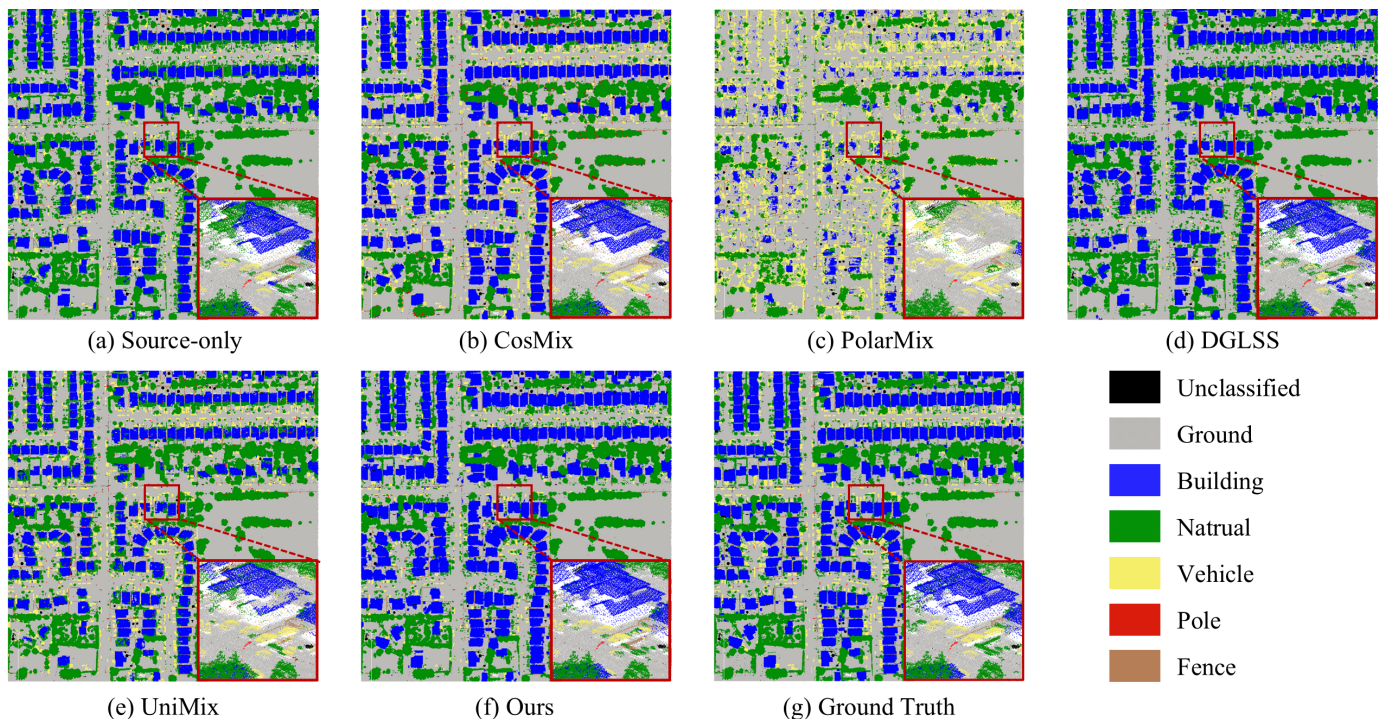 (a) Source-only
(b) CosMix
(c) PolarMix
(d) DGLSS
Unclassified
Ground
Building
Natrual
Vehicle
Pole
Fence
(e) UniMix
(f) Ours
(g) Ground Truth